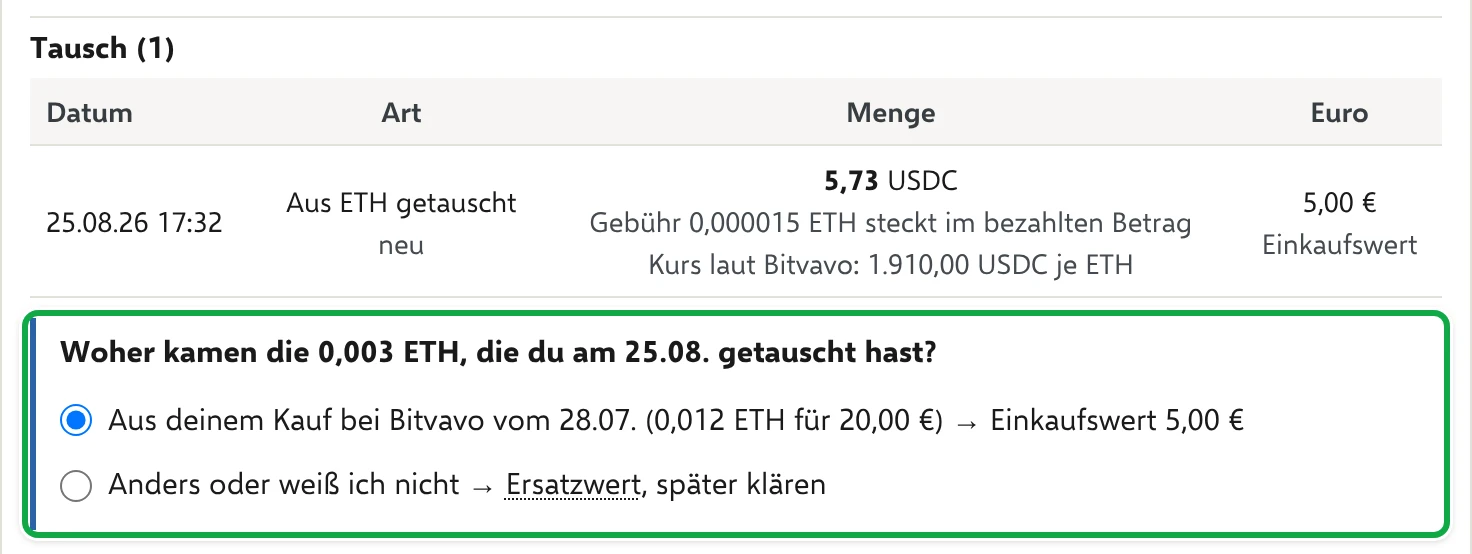 Tausch (1)
Datum Art Menge Euro
25.08.26 17:32 Aus ETH getauscht neu 5,73 USDC Gebühr 0,000015 ETH steckt im bezahlten Betrag Kurs laut Bitvavo: 1.910,00 USDC je ETH 5,00 € Einkaufswert
Woher kamen die 0,003 ETH, die du am 25.08. getauscht hast?
Aus deinem Kauf bei Bitvavo vom 28.07. (0,012 ETH für 20,00 €) → Einkaufswert 5,00 €
Anders oder weiß ich nicht → Ersatzwert, später klären